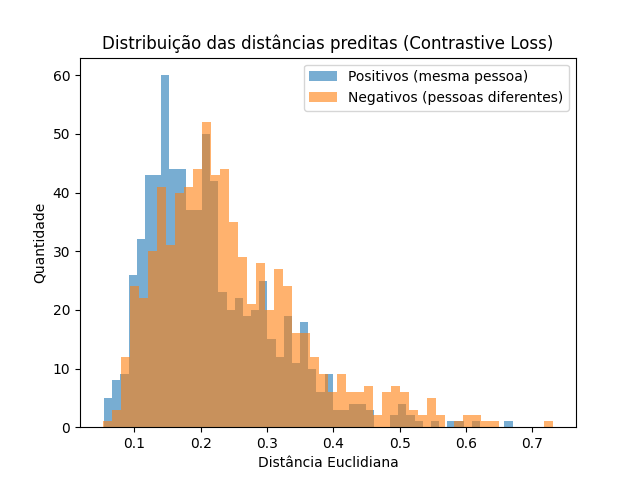 Distribuição das distâncias preditas (Contrastive Loss)
Positivos (mesma pessoa)
Negativos (pessoas diferentes)
Quantidade
60
50
40
30
20
10
0
0.1 0.2 0.3 0.4 0.5 0.6 0.7
Distância Euclidiana